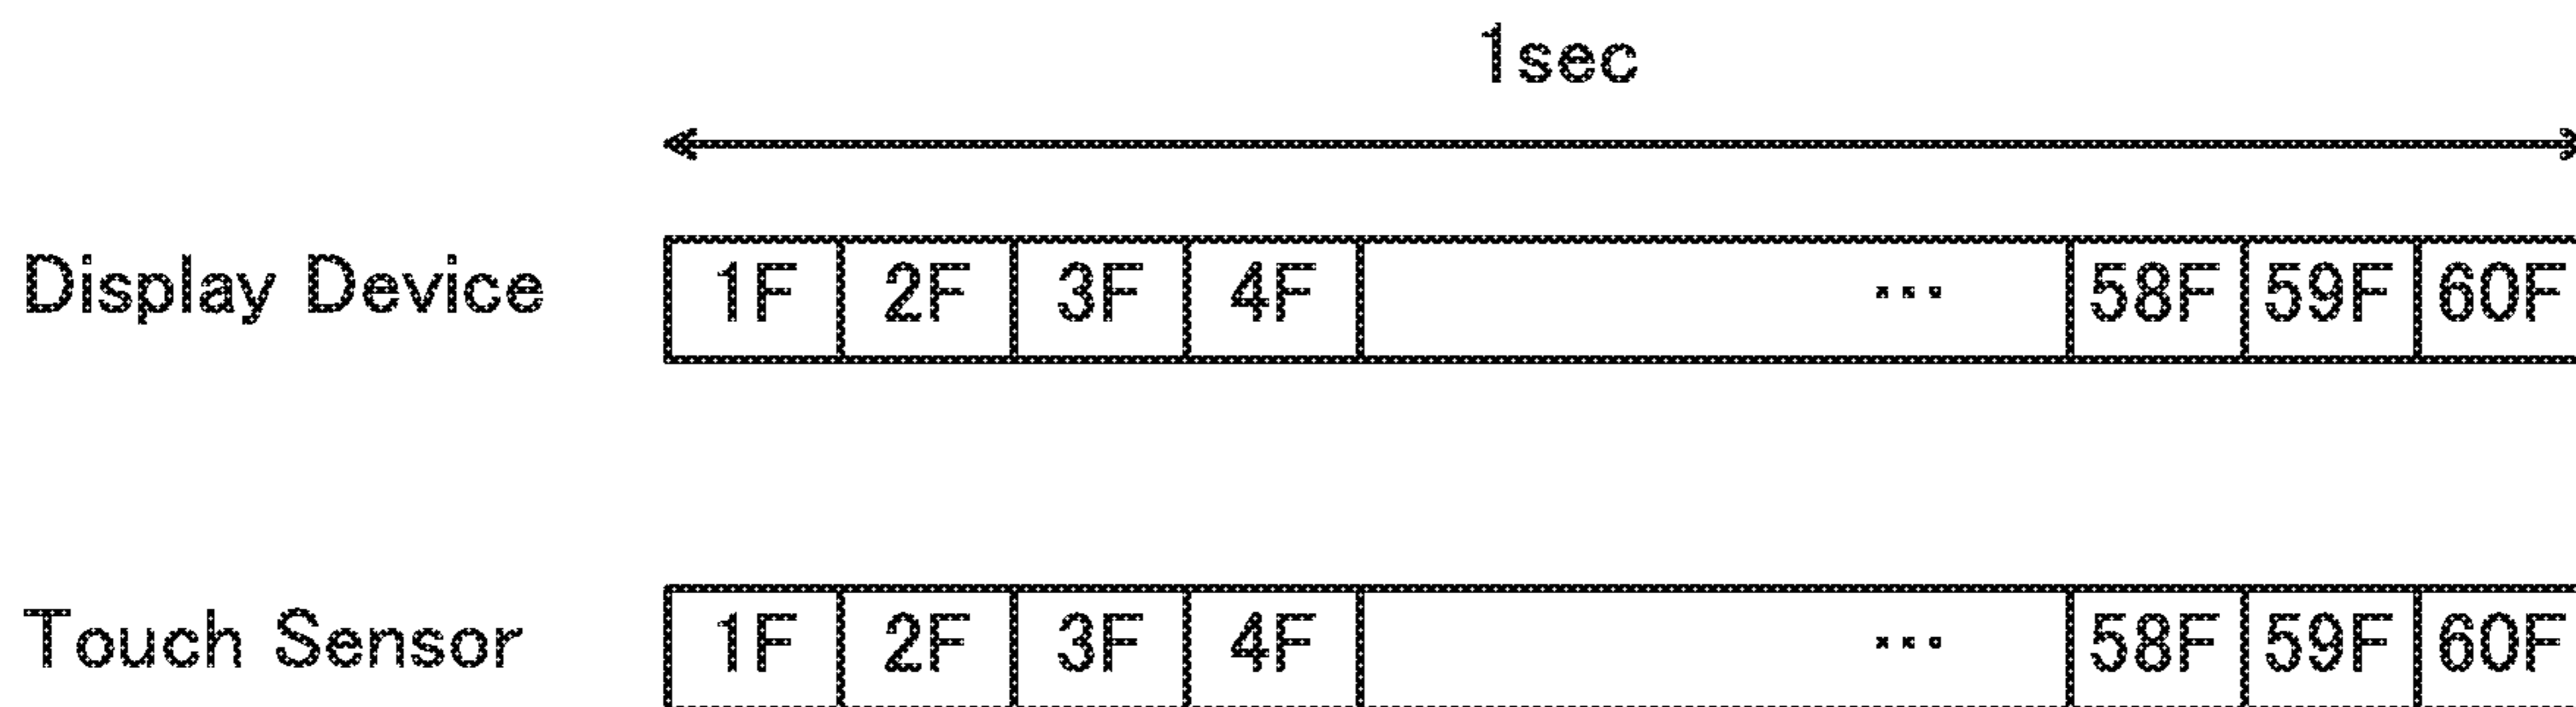 1sec
Display Device 1F 2F 3F 4F ... 58F 59F 60F
Touch Sensor 1F 2F 3F 4F ... 58F 59F 60F